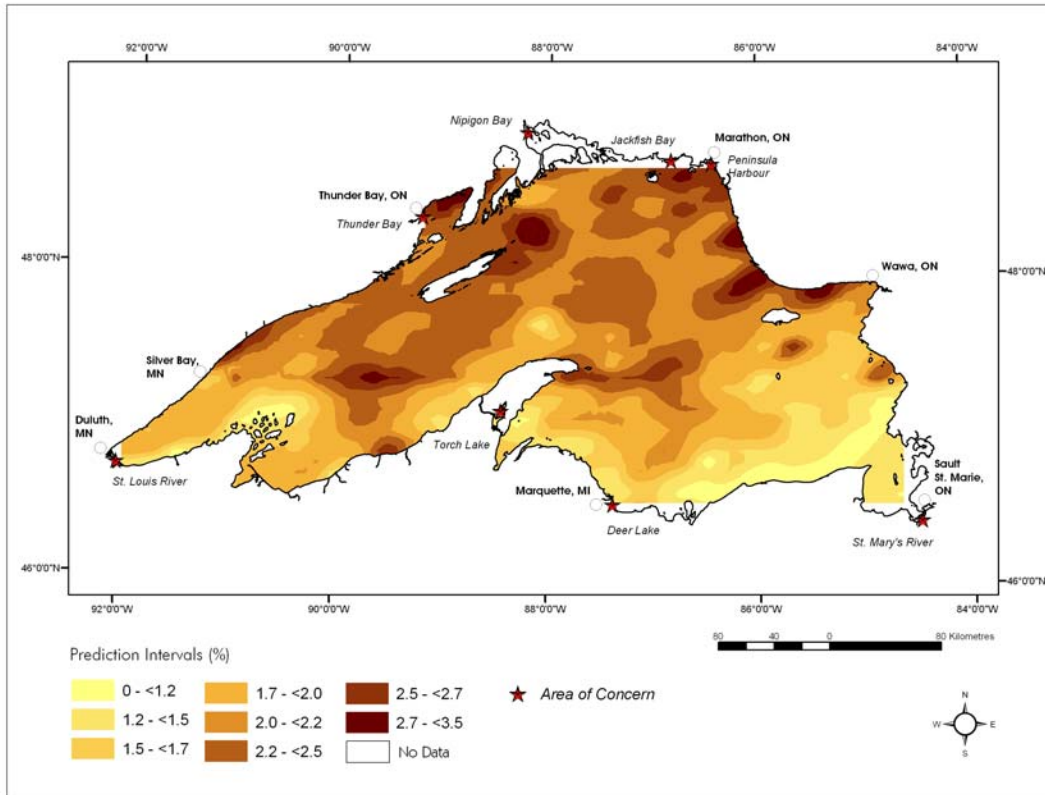 92°0'0"W 90°0'0"W 88°0'0"W 86°0'0"W 84°0'0"W
Nipigon Bay
Jackfish Bay
Marathon, ON
Peninsula
Harbour
Thunder Bay, ON
Thunder Bay
48°0'0"N
48°0'0"N
Wawa, ON
Silver Bay,
MN
Duluth,
MN
St. Louis River
Torch Lake
Marquette, MI
Deer Lake
Sault
St. Marie,
ON
St. Mary's River
46°0'0"N
46°0'0"N
92°0'0"W 90°0'0"W 88°0'0"W 86°0'0"W 84°0'0"W
80 40 0 80 Kilometres
Prediction Intervals (%)
0 - <1.2
1.2 - <1.5
1.5 - <1.7
1.7 - <2.0
2.0 - <2.2
2.2 - <2.5
2.5 - <2.7
2.7 - <3.5
No Data
Area of Concern
N
W E
S